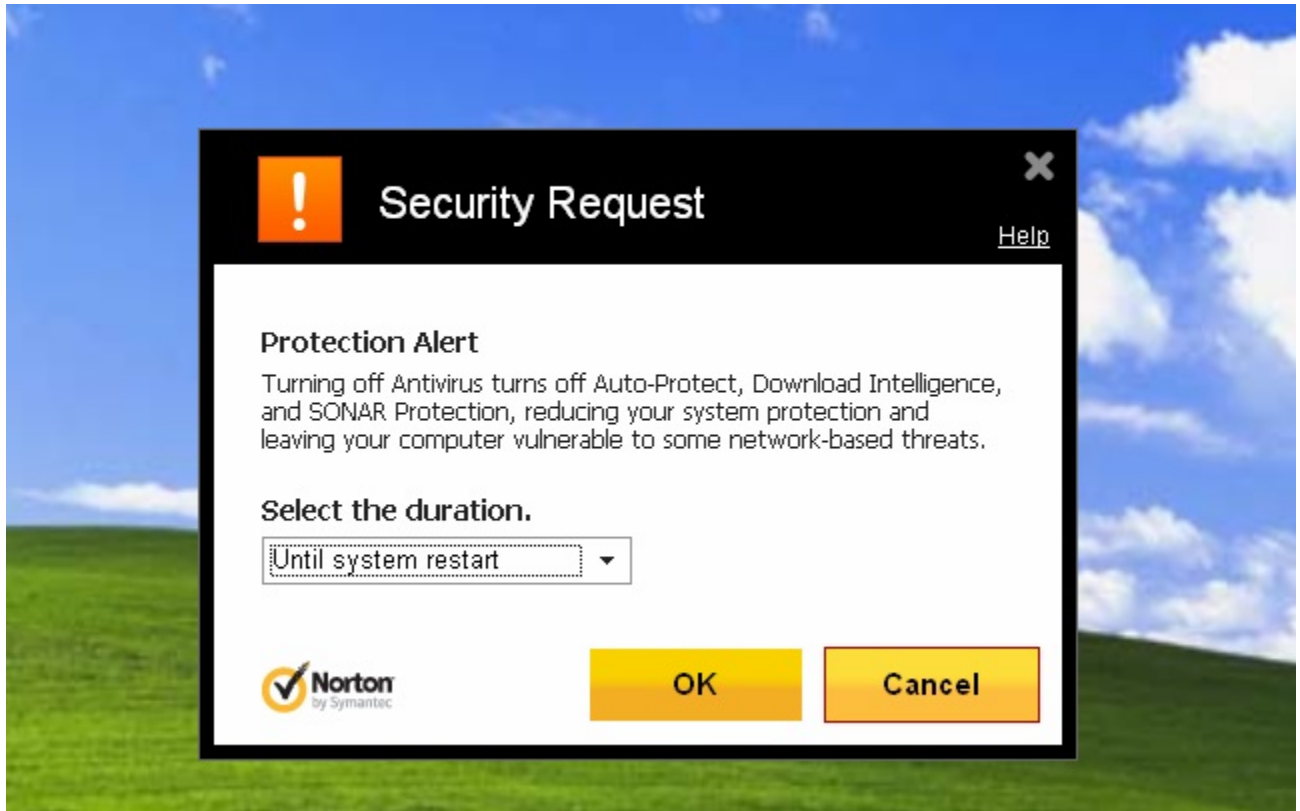 !
Security Request
Help
Protection Alert
Turning off Antivirus turns off Auto-Protect, Download Intelligence,
and SONAR Protection, reducing your system protection and
leaving your computer vulnerable to some network-based threats.
Select the duration.
Until system restart
Norton
by Symantec
OK
Cancel